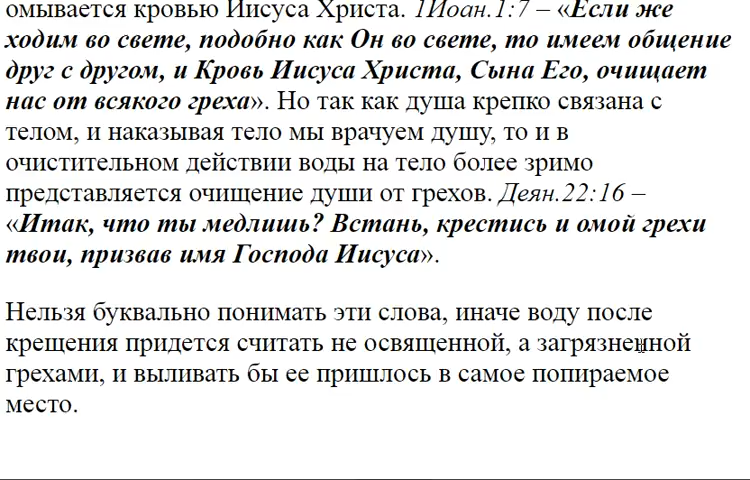 омывается кровью Иисуса Христа. 1Иоан.1:7 – «Если же
ходим во свете, подобно как Он во свете, то имеем общение
друг с другом, и Кровь Иисуса Христа, Сына Его, очищает
нас от всякого греха». Но так как душа крепко связана с
телом, и наказывая тело мы врачуем душу, то и в
очистительном действии воды на тело более зримо
представляется очищение души от грехов. Деян.22:16 –
«Итак, что ты медлишь? Встань, крестись и омой грехи
твои, призвав имя Господа Иисуса».
Нельзя буквально понимать эти слова, иначе воду после
крещения придется считать не освященной, а загрязненной
грехами, и выливать бы ее пришлось в самое попираемое
место.